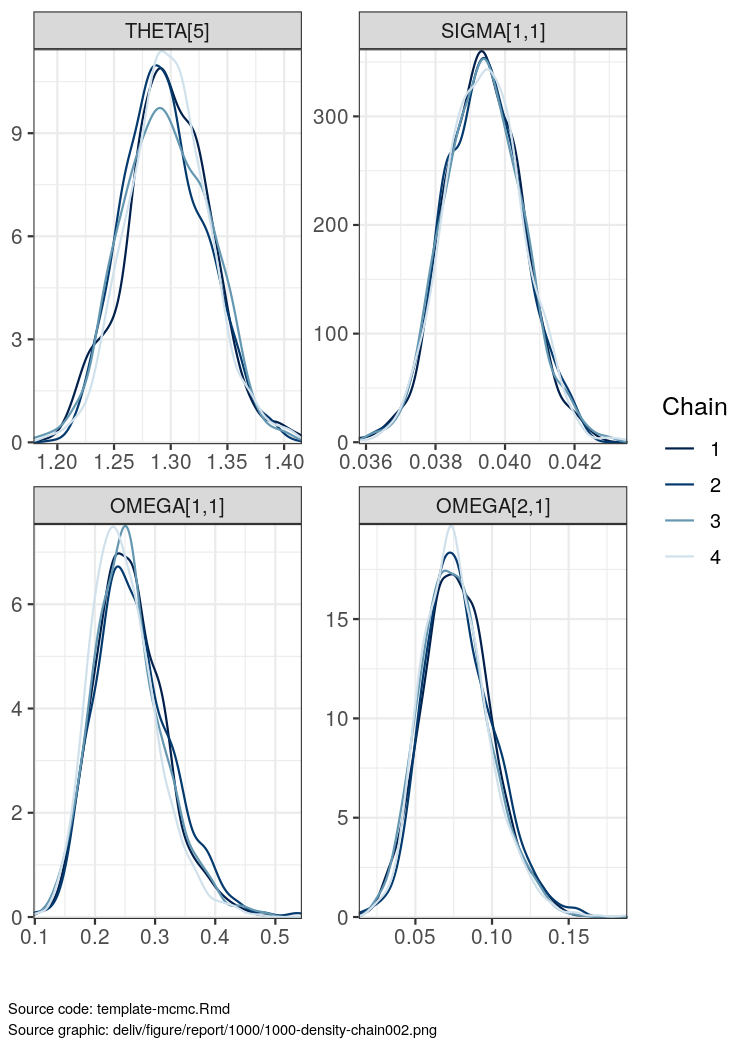 THETA[5] SIGMA[1,1]
9
6
3
0
300
200
100
0
1.20 1.25 1.30 1.35 1.40 0.036 0.038 0.040 0.042
OMEGA[1,1] OMEGA[2,1]
6
4
2
0
15
10
5
0
0.1 0.2 0.3 0.4 0.5 0.05 0.10 0.15
Chain
1
2
3
4
Source code: template-mcmc.Rmd
Source graphic: deliv/figure/report/1000/1000-density-chain002.png